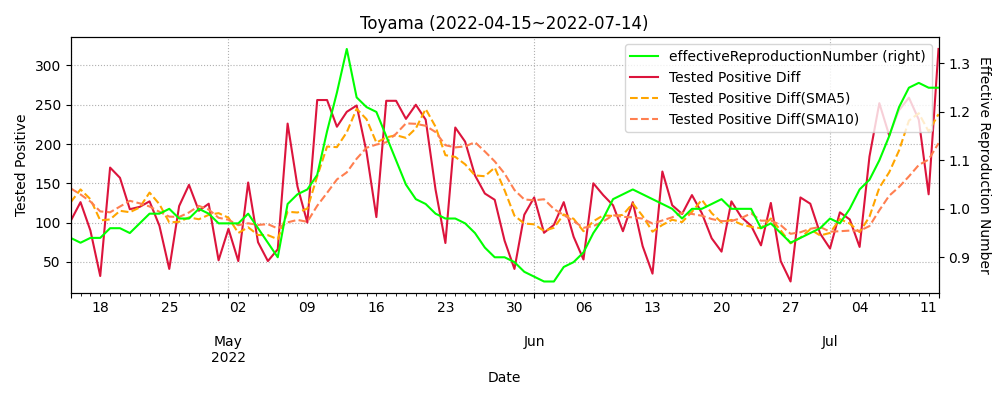 Toyama (2022-04-15~2022-07-14)
effectiveReproductionNumber (right)
Tested Positive Diff
Tested Positive Diff(SMA5)
Tested Positive Diff(SMA10)
Tested Positive
300
250
200
150
100
50
1.3
1.2
1.1
1.0
0.9
Effective Reproduction Number
18 25 02 09 16 23 30 06 13 20 27 04 11
May Jun Jul
2022
Date